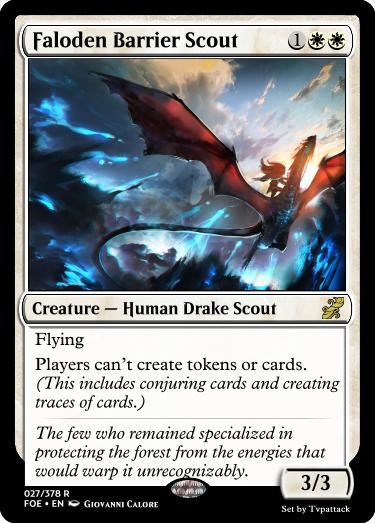 Faloden Barrier Scout 1
Creature — Human Drake Scout
Flying
Players can't create tokens or cards.
(This includes conjuring cards and creating
traces of cards.)
The few who remained specialized in
protecting the forest from the energies that
would warp it unrecognizably.
3/3
027/378 R
FOE • EN Giovanni Calore
Set by Tvpattack